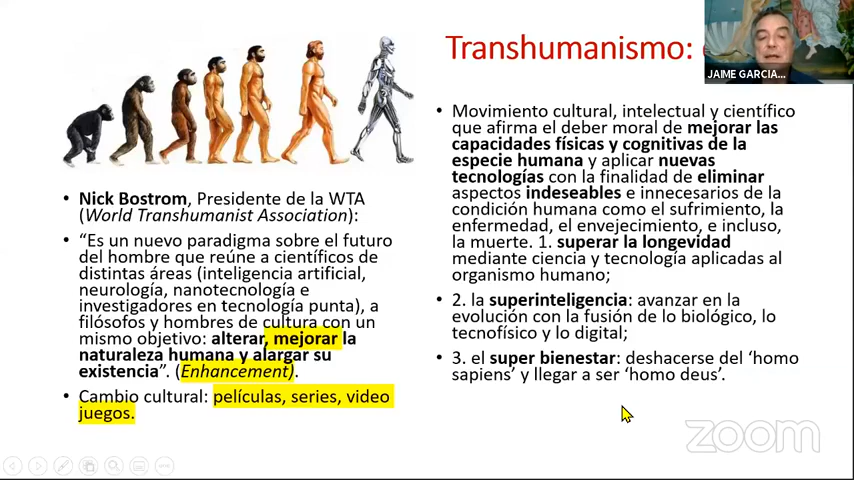 Transhumanismo:
JAIME GARCIA...
• Nick Bostrom, Presidente de la WTA
(World Transhumanist Association):
• “Es un nuevo paradigma sobre el futuro
del hombre que reúne a científicos de
distintas áreas (inteligencia artificial,
neurología, nanotecnología e
investigadores en tecnología punta), a
filósofos y hombres de cultura con un
mismo objetivo: alterar, mejorar la
naturaleza humana y alargar su
existencia”. (Enhancement).
• Cambio cultural: películas, series, video
juegos.
• Movimiento cultural, intelectual y científico
que afirma el deber moral de mejorar las
capacidades físicas y cognitivas de la
especie humana y aplicar nuevas
tecnologías con la finalidad de eliminar
aspectos indeseables e innecesarios de la
condición humana como el sufrimiento, la
enfermedad, el envejecimiento, e incluso,
la muerte. 1. superar la longevidad
mediante ciencia y tecnología aplicadas al
organismo humano;
• 2. la superinteligencia: avanzar en la
evolución con la fusión de lo biológico, lo
tecnofísico y lo digital;
• 3. el super bienestar: deshacerse del ‘homo
sapiens’ y llegar a ser ‘homo deus’.
zoom